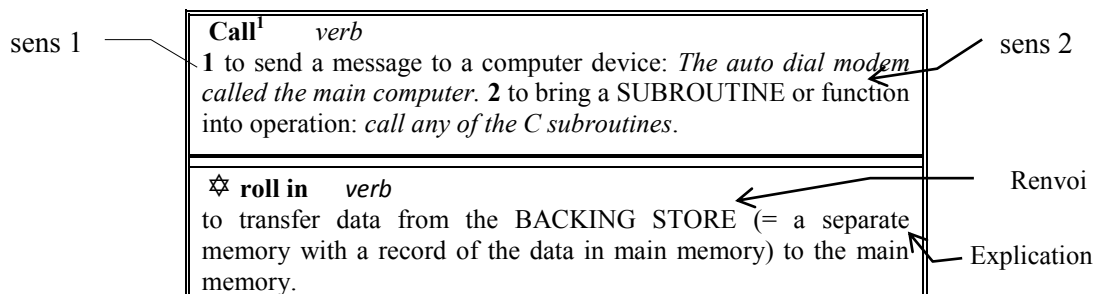 Call¹ verb
sens 1
sens 2
1 to send a message to a computer device: The auto dial modem
called the main computer. 2 to bring a SUBROUTINE or function
into operation: call any of the C subroutines.
✡ roll in verb
Renvoi
to transfer data from the BACKING STORE (= a separate
memory with a record of the data in main memory) to the main
Explication
memory.